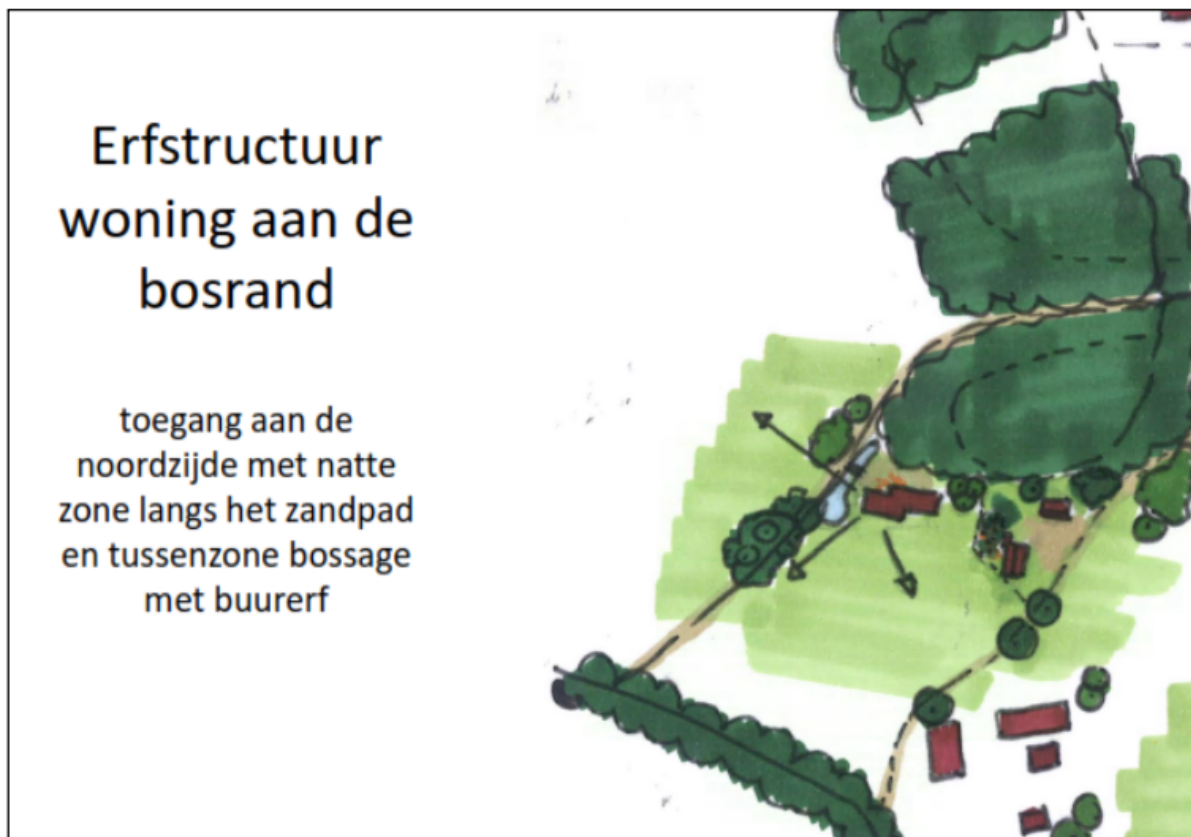 Erfstructuur
woning aan de
bosrand
toegang aan de
noordzijde met natte
zone langs het zandpad
en tussenzone bossage
met buurerf